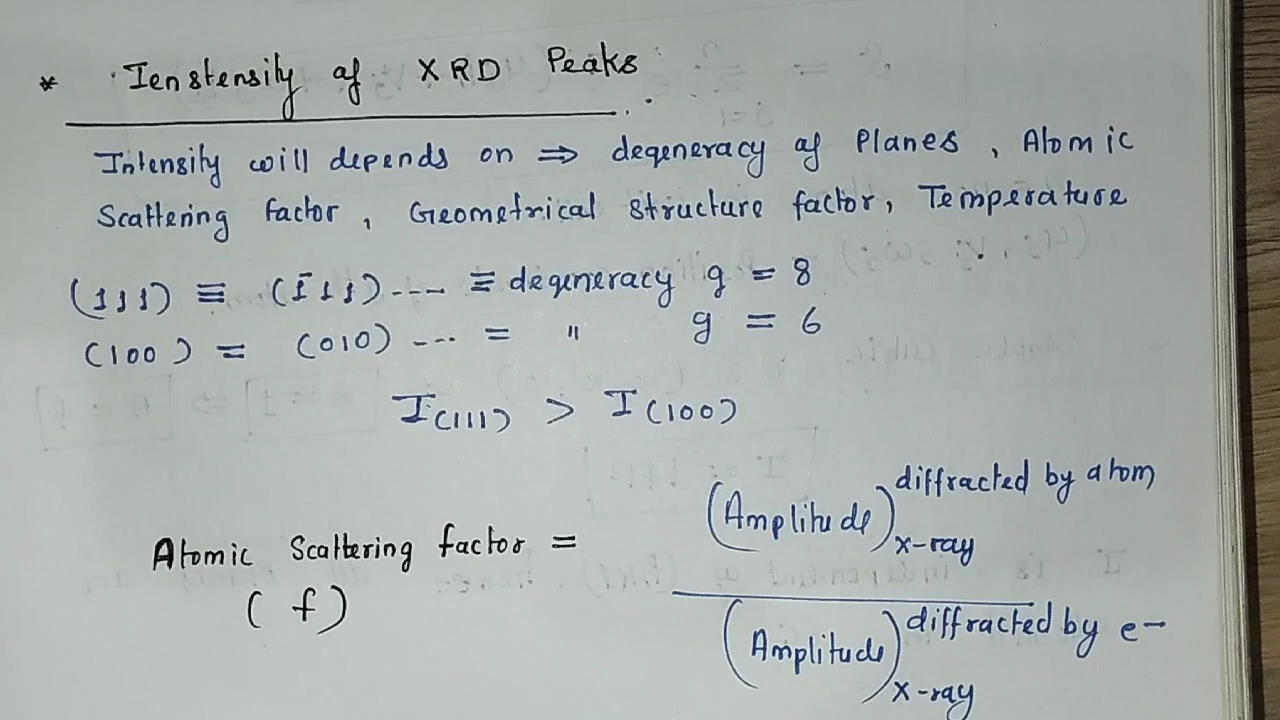 * Ienstensity of XRD Peaks
Intensity will depends on ⇒ degeneracy of Planes, Atomic
Scattering factor, Geometrical structure factor, Temperature
(111) ≡ (1̄11) ---- ≡ degeneracy g = 8
(100) = (010) --- = " g = 6
I(111) > I(100)
Atomic Scattering factor = (Amplitude) diffracted by atom x-ray
(f)
(Amplitude) diffracted by e- x-ray